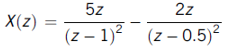 X(z) = 5z / (z − 1)² − 2z / (z − 0.5)²